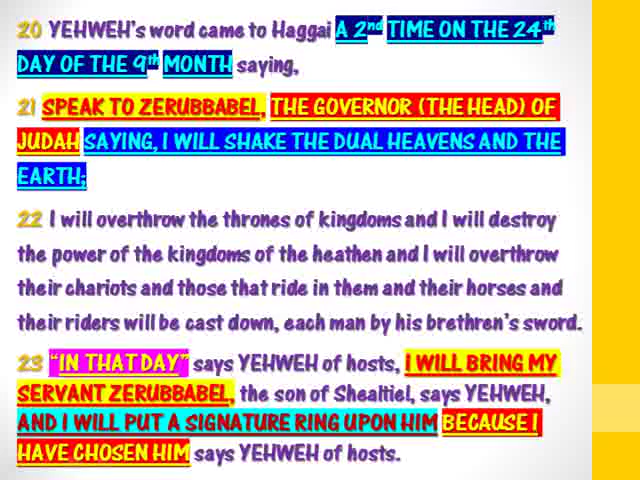 20 YEHWEH's word came to Haggai A 2nd TIME ON THE 24th
DAY OF THE 9th MONTH saying,
21 SPEAK TO ZERUBBABEL, THE GOVERNOR (THE HEAD) OF
JUDAH SAYING, I WILL SHAKE THE DUAL HEAVENS AND THE
EARTH;
22 I will overthrow the thrones of kingdoms and I will destroy
the power of the kingdoms of the heathen and I will overthrow
their chariots and those that ride in them and their horses and
their riders will be cast down, each man by his brethren's sword.
23 "IN THAT DAY" says YEHWEH of hosts, I WILL BRING MY
SERVANT ZERUBBABEL, the son of Shealtiel, says YEHWEH,
AND I WILL PUT A SIGNATURE RING UPON HIM BECAUSE I
HAVE CHOSEN HIM says YEHWEH of hosts.